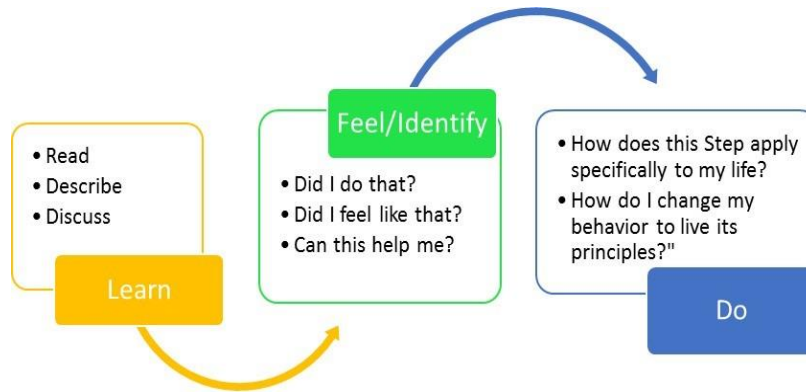 • Read
• Describe
• Discuss
Learn
Feel/Identify
• Did I do that?
• Did I feel like that?
• Can this help me?
• How does this Step apply
specifically to my life?
• How do I change my
behavior to live its
principles?"
Do